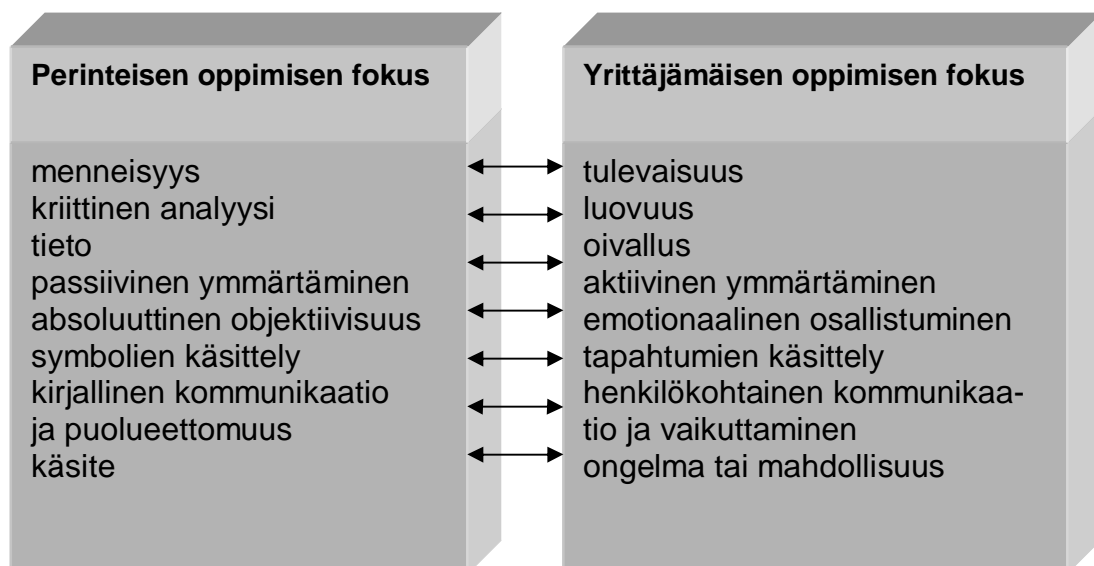 Perinteisen oppimisen fokus
menneisyys
kriittinen analyysi
tieto
passiivinen ymmärtäminen
absoluuttinen objektiivisuus
symbolien käsittely
kirjallinen kommunikaatio
ja puolueettomuus
käsite
Yrittäjämäisen oppimisen fokus
tulevaisuus
luovuus
oivallus
aktiivinen ymmärtäminen
emotionaalinen osallistuminen
tapahtumien käsittely
henkilökohtainen kommunikaa-
tio ja vaikuttaminen
ongelma tai mahdollisuus